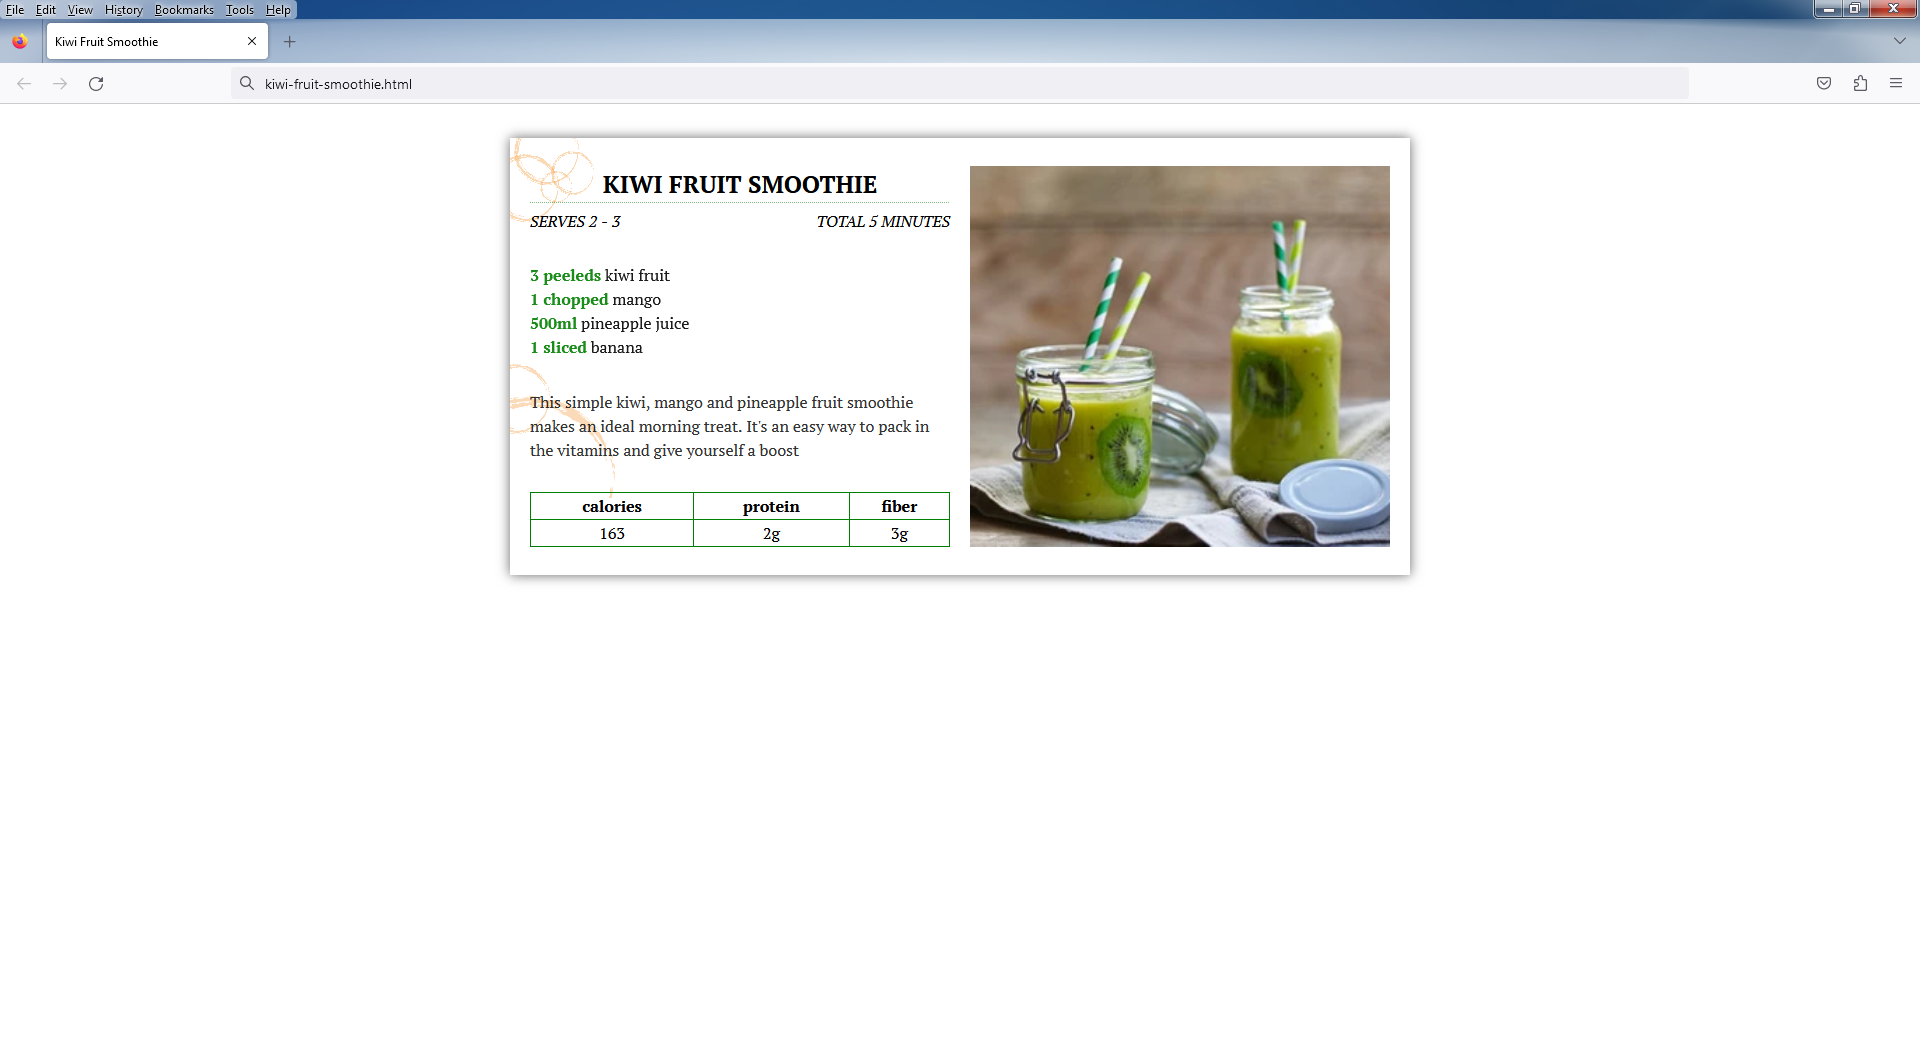 File Edit View History Bookmarks Tools Help
Kiwi Fruit Smoothie
kiwi-fruit-smoothie.html
KIWI FRUIT SMOOTHIE
SERVES 2 - 3 TOTAL 5 MINUTES
3 peeleds kiwi fruit
1 chopped mango
500ml pineapple juice
1 sliced banana
This simple kiwi, mango and pineapple fruit smoothie
makes an ideal morning treat. It's an easy way to pack in
the vitamins and give yourself a boost
calories protein fiber
163 2g 3g